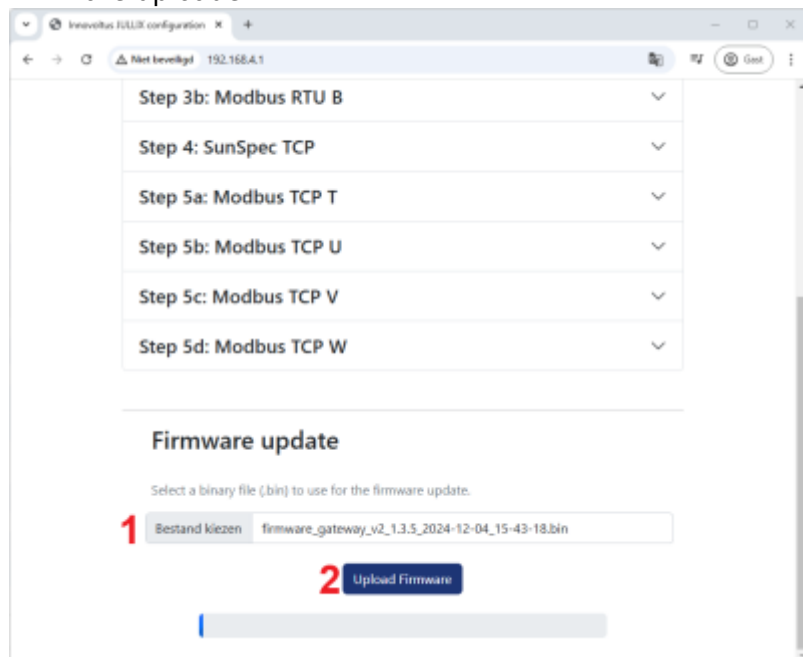 Innovoltus JULLIX configuration
Niet beveiligd 192.168.4.1
Gast
Step 3b: Modbus RTU B
Step 4: SunSpec TCP
Step 5a: Modbus TCP T
Step 5b: Modbus TCP U
Step 5c: Modbus TCP V
Step 5d: Modbus TCP W
Firmware update
Select a binary file (.bin) to use for the firmware update.
1 Bestand kiezen firmware_gateway_v2_1.3.5_2024-12-04_15-43-18.bin
2 Upload Firmware